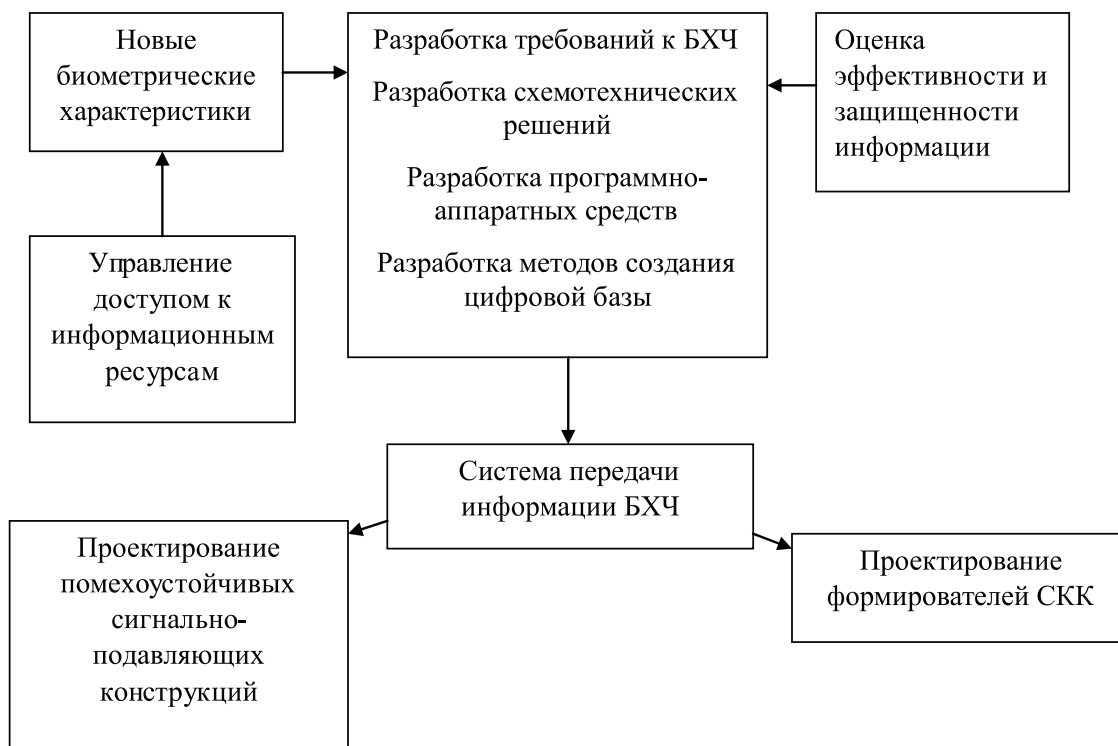 Новые
биометрические
характеристики
Разработка требований к БХЧ
Разработка схемотехнических
решений
Разработка программно-
аппаратных средств
Разработка методов создания
цифровой базы
Оценка
эффективности и
защищенности
информации
Управление
доступом к
информационным
ресурсам
Система передачи
информации БХЧ
Проектирование
помехоустойчивых
сигнально-
подавляющих
конструкций
Проектирование
формирователей СКК